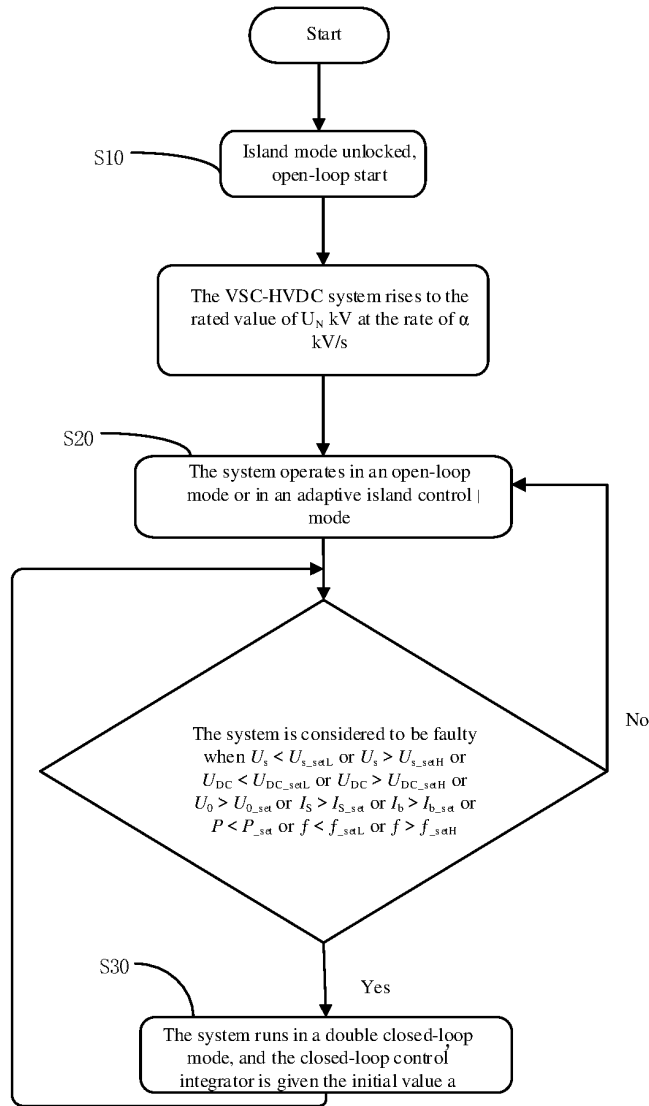 Start
S10
Island mode unlocked,
open-loop start
The VSC-HVDC system rises to the
rated value of U_N kV at the rate of α
kV/s
S20
The system operates in an open-loop
mode or in an adaptive island control |
mode
The system is considered to be faulty
when U_s < U_s_setL or U_s > U_s_setH or
U_DC < U_DC_setL or U_DC > U_DC_setH or
U_0 > U_0_set or I_S > I_S_set or I_b > I_b_set or
P < P_set or f < f_setL or f > f_setH
No
S30
Yes
The system runs in a double closed-loop
mode, and the closed-loop control
integrator is given the initial value a